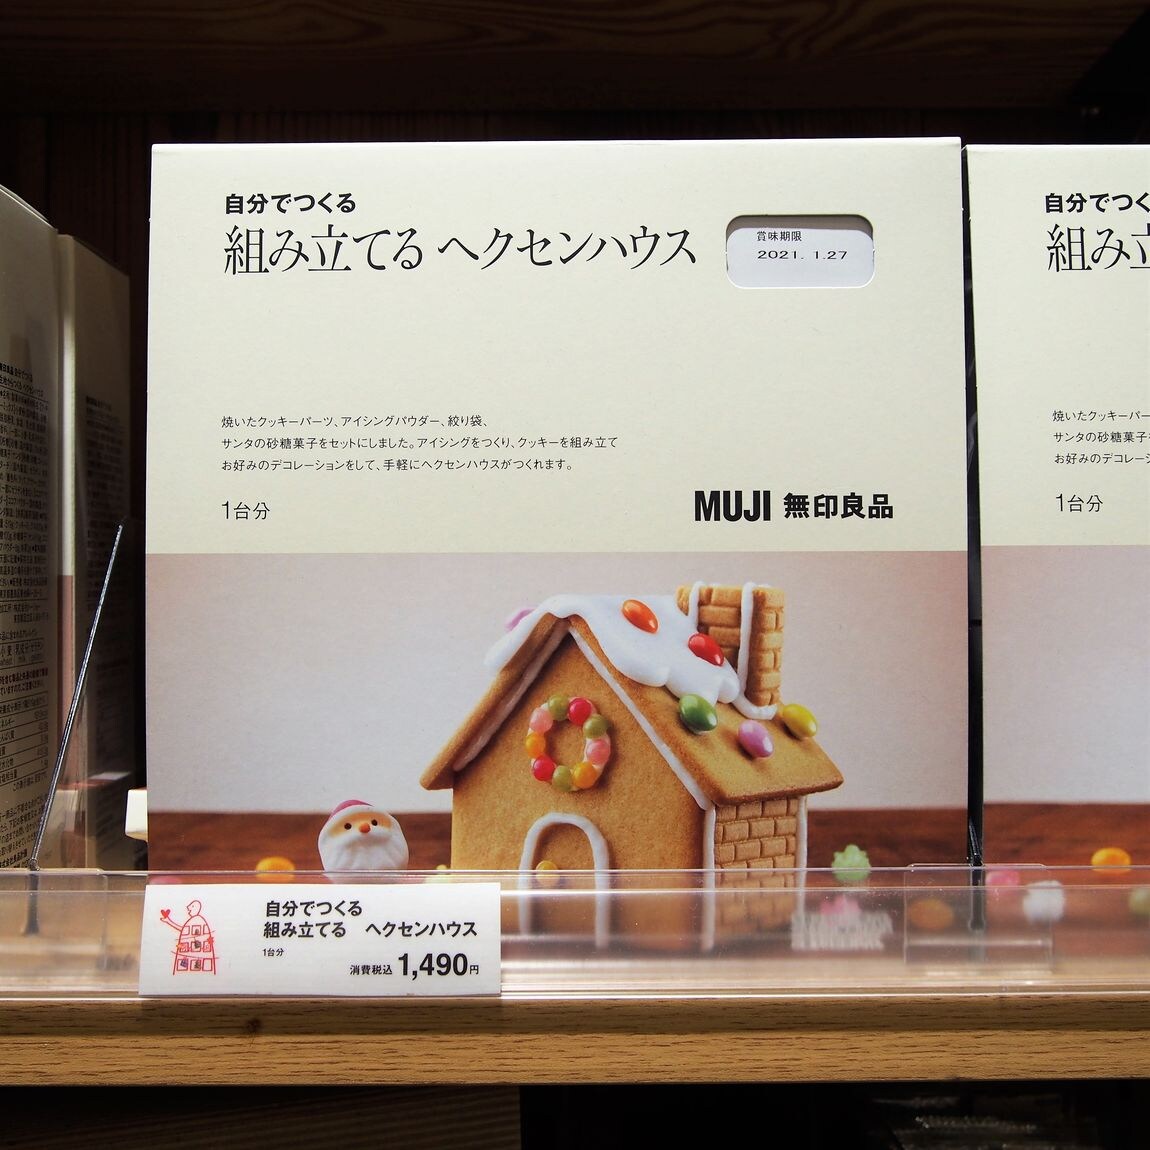 自分でつくる
組み立てる ヘクセンハウス
賞味期限
2021. 1.27
焼いたクッキーパーツ、アイシングパウダー、絞り袋、
サンタの砂糖菓子をセットにしました。アイシングをつくり、クッキーを組み立て
お好みのデコレーションをして、手軽にヘクセンハウスがつくれます。
1台分
MUJI 無印良品
自分でつく
組み立
焼いたクッキーパー
サンタの砂糖菓子
お好みのデコレーシ
1台分
自分でつくる
組み立てる ヘクセンハウス
1台分
消費税込 1,490円